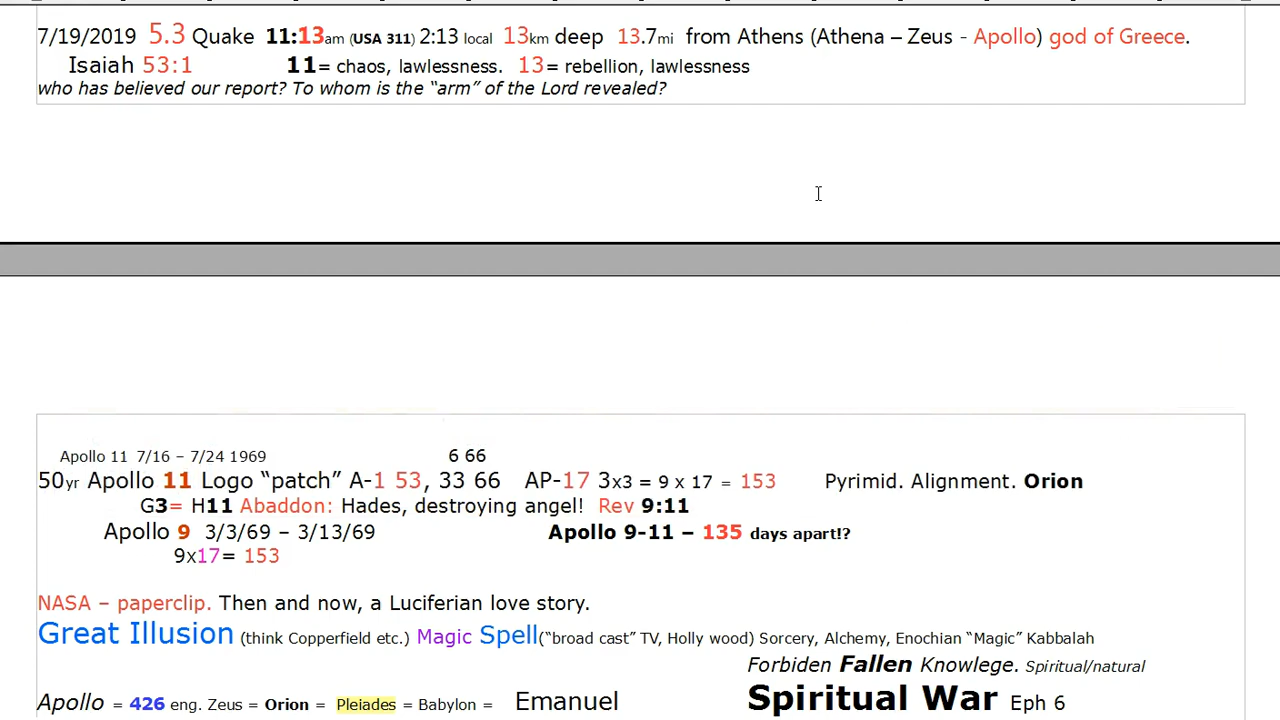 7/19/2019 5.3 Quake 11:13am (USA 311) 2:13 local 13km deep 13.7mi from Athens (Athena – Zeus - Apollo) god of Greece.
Isaiah 53:1 11= chaos, lawlessness. 13= rebellion, lawlessness
who has believed our report? To whom is the “arm” of the Lord revealed?
Apollo 11 7/16 – 7/24 1969 6 66
50yr Apollo 11 Logo “patch” A-1 53, 33 66 AP-17 3x3 = 9 x 17 = 153 Pyrimid. Alignment. Orion
G3= H11 Abaddon: Hades, destroying angel! Rev 9:11
Apollo 9 3/3/69 – 3/13/69 Apollo 9-11 – 135 days apart!?
9x17= 153
NASA – paperclip. Then and now, a Luciferian love story.
Great Illusion (think Copperfield etc.) Magic Spell(“broad cast” TV, Holly wood) Sorcery, Alchemy, Enochian “Magic” Kabbalah
Forbiden Fallen Knowlege. Spiritual/natural
Apollo = 426 eng. Zeus = Orion = Pleiades = Babylon = Emanuel Spiritual War Eph 6